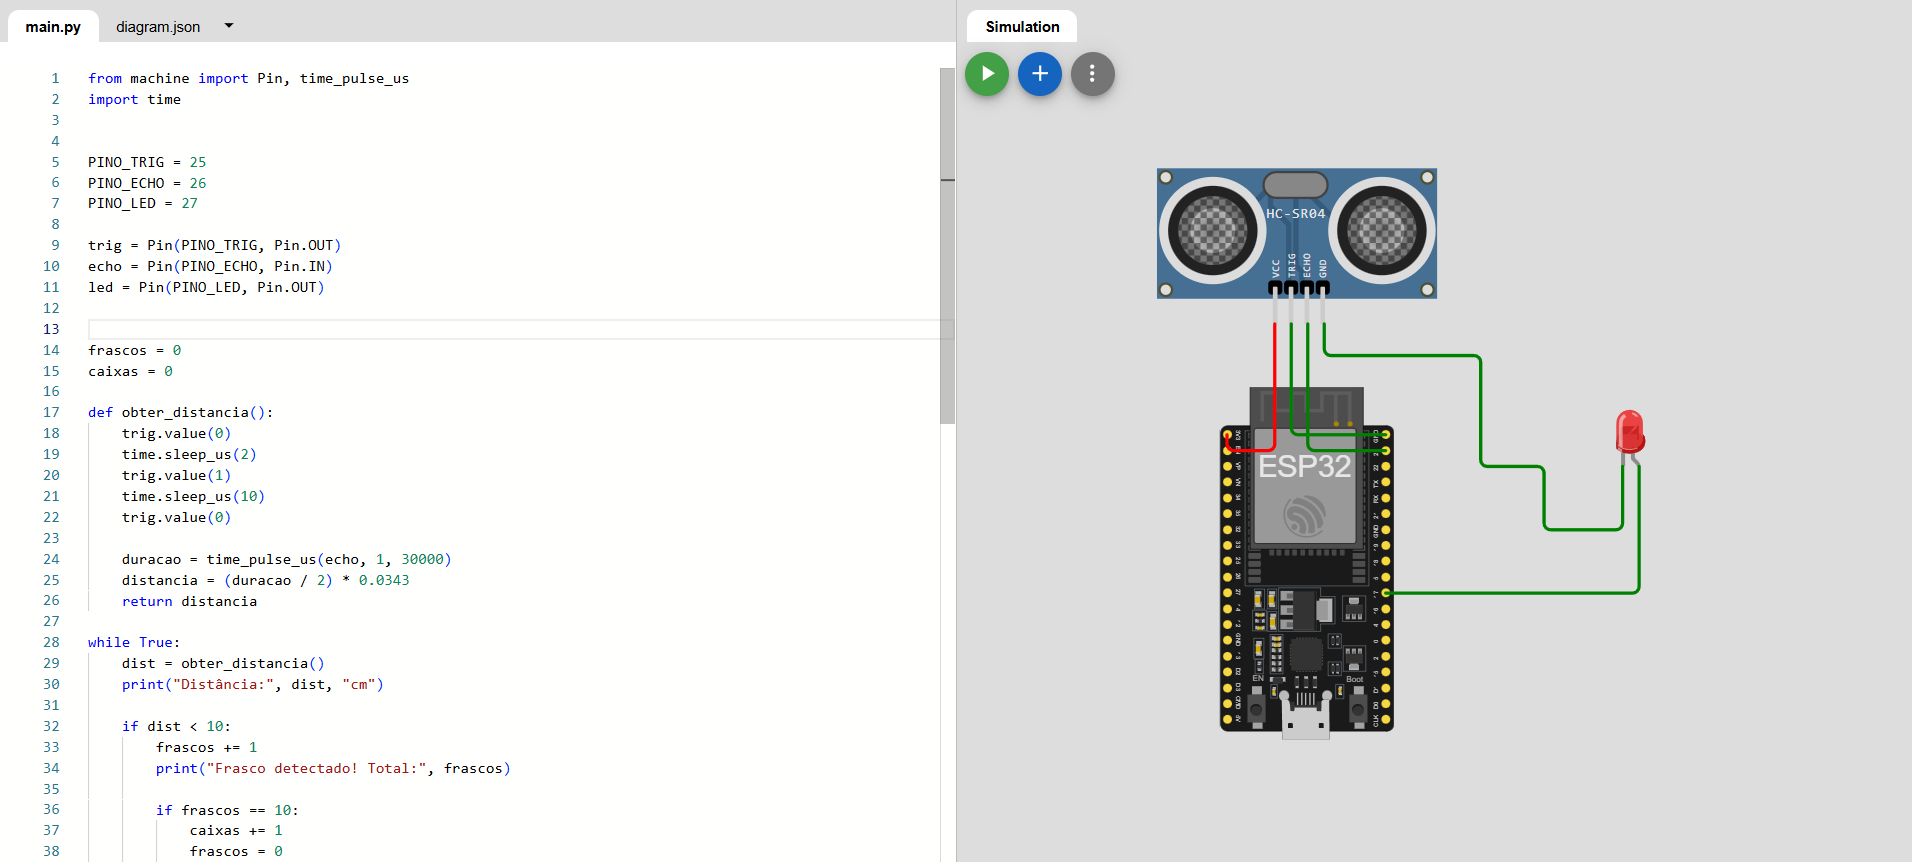 main.py diagram.json
Simulation
1 from machine import Pin, time_pulse_us
2 import time
3
4
5 PINO_TRIG = 25
6 PINO_ECHO = 26
7 PINO_LED = 27
8
9 trig = Pin(PINO_TRIG, Pin.OUT)
10 echo = Pin(PINO_ECHO, Pin.IN)
11 led = Pin(PINO_LED, Pin.OUT)
12
13
14 frascos = 0
15 caixas = 0
16
17 def obter_distancia():
18 trig.value(0)
19 time.sleep_us(2)
20 trig.value(1)
21 time.sleep_us(10)
22 trig.value(0)
23
24 duracao = time_pulse_us(echo, 1, 30000)
25 distancia = (duracao / 2) * 0.0343
26 return distancia
27
28 while True:
29 dist = obter_distancia()
30 print("Distância:", dist, "cm")
31
32 if dist < 10:
33 frascos += 1
34 print("Frasco detectado! Total:", frascos)
35
36 if frascos == 10:
37 caixas += 1
38 frascos = 0
HC-SR04
VCC
TRIG
ECHO
GND
ESP32
EN
Boot